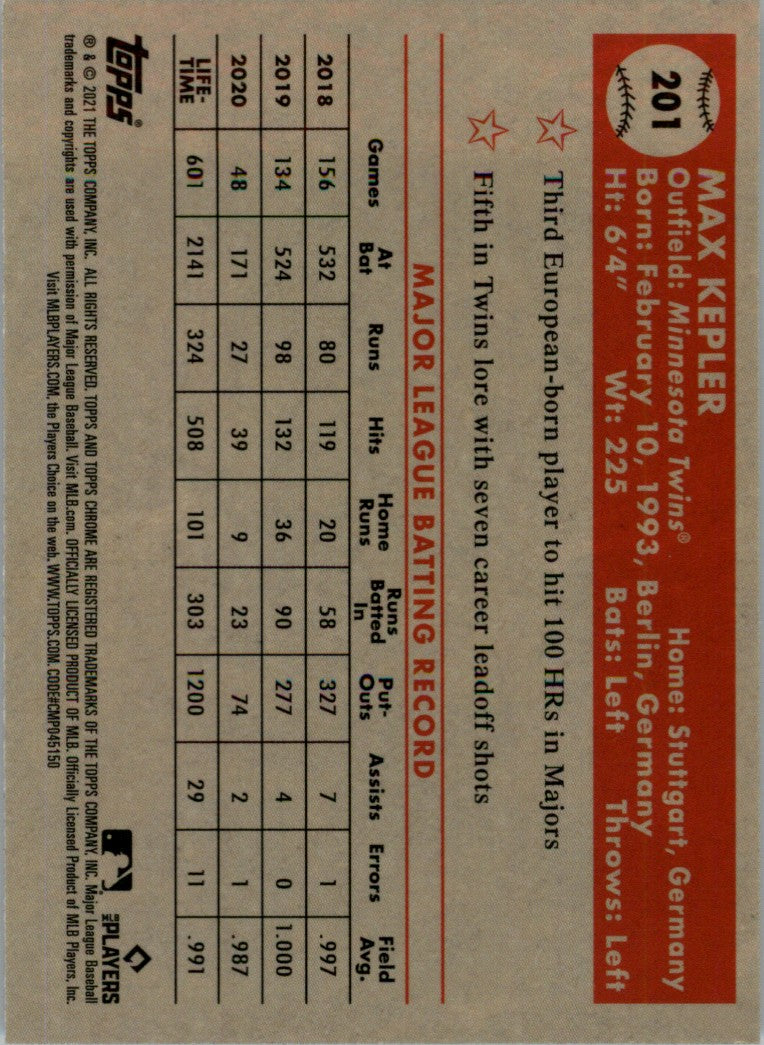 201
MAX KEPLER
Outfield: Minnesota Twins® Home: Stuttgart, Germany
Born: February 10, 1993, Berlin, Germany
Ht: 6'4" Wt: 225 Bats: Left Throws: Left
Third European-born player to hit 100 HRs in Majors
Fifth in Twins lore with seven career leadoff shots
MAJOR LEAGUE BATTING RECORD
Games At Bat Runs Hits Home Runs Runs Batted In Put-Outs Assists Errors Field Avg.
2018 156 532 80 119 20 58 327 7 1 .997
2019 134 524 98 132 36 90 277 4 0 1.000
2020 48 171 27 39 9 23 74 2 1 .987
LIFE-TIME 601 2141 324 508 101 303 1200 29 11 .991
topps®
MLB PLAYERS
® & © 2021 THE TOPPS COMPANY, INC. ALL RIGHTS RESERVED. TOPPS AND TOPPS CHROME ARE REGISTERED TRADEMARKS OF THE TOPPS COMPANY, INC. Major League Baseball
trademarks and copyrights are used with permission of Major League Baseball. Visit MLB.com. OFFICIALLY LICENSED PRODUCT OF MLB. Officially Licensed Product of MLB Players, Inc.
Visit MLBPLAYERS.COM, the Players Choice on the web. WWW.TOPPS.COM. CODE#CMP045150